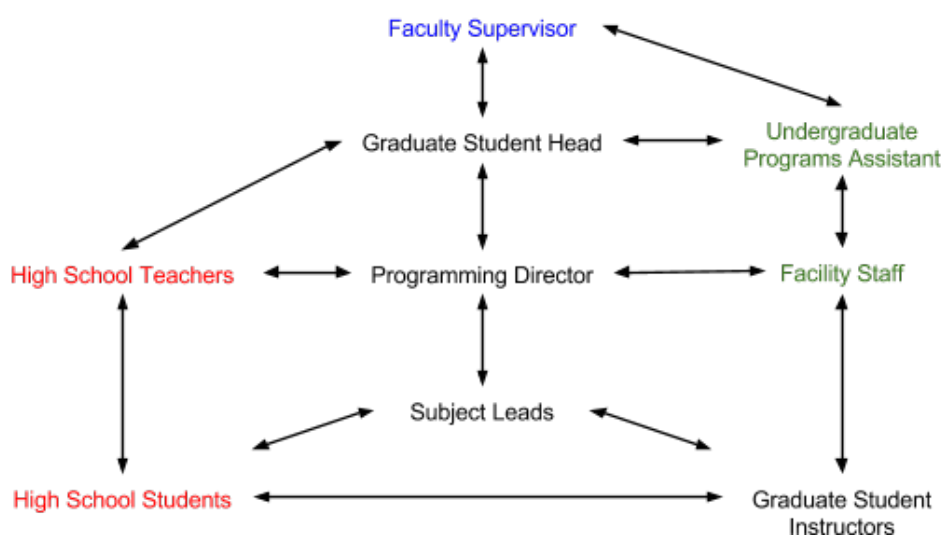 Faculty Supervisor
Graduate Student Head
Undergraduate
Programs Assistant
High School Teachers
Programming Director
Facility Staff
Subject Leads
High School Students
Graduate Student
Instructors